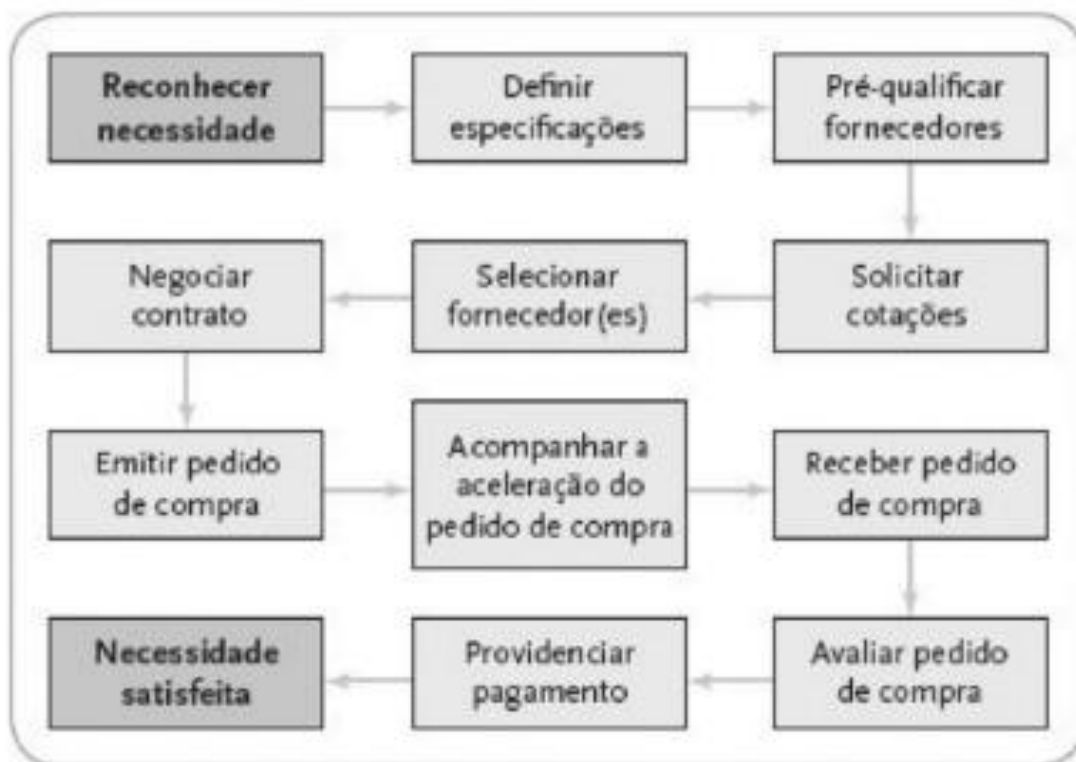 Reconhecer
necessidade
Definir
especificações
Pré-qualificar
fornecedores
Solicitar
cotações
Selecionar
fornecedor(es)
Negociar
contrato
Emitir pedido
de compra
Acompanhar a
aceleração do
pedido de compra
Receber pedido
de compra
Avaliar pedido
de compra
Providenciar
pagamento
Necessidade
satisfeita